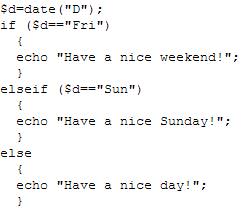 $d=date("D");
if ($d=="Fri")
  {
  echo "Have a nice weekend!";
  }
elseif ($d=="Sun")
  {
  echo "Have a nice Sunday!";
  }
else
  {
  echo "Have a nice day!";
  }